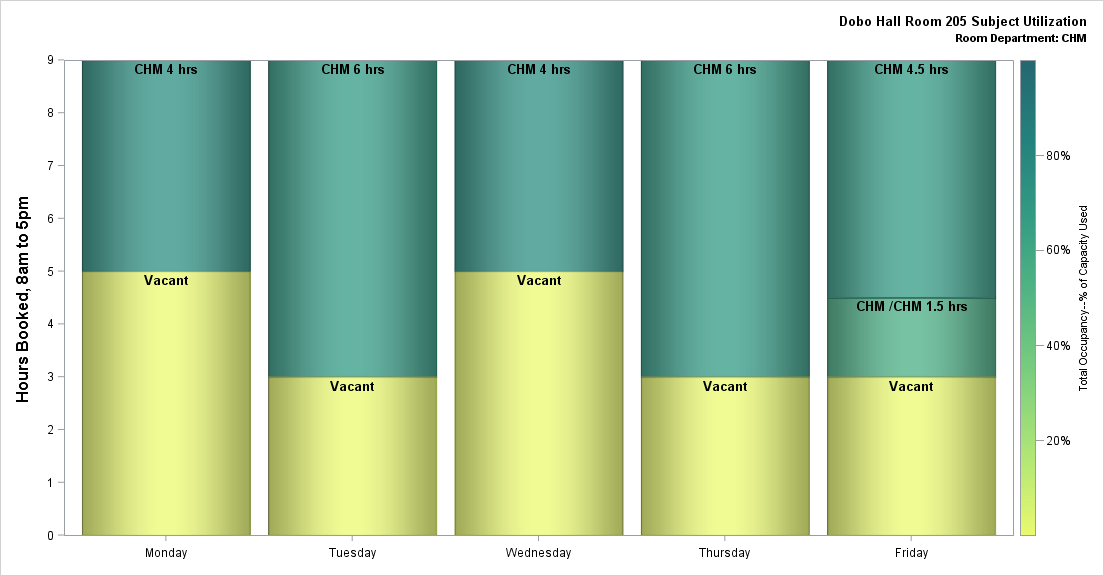 Dobo Hall Room 205 Subject Utilization
Room Department: CHM
Hours Booked, 8am to 5pm
9
8
7
6
5
4
3
2
1
0
CHM 4 hrs
Vacant
CHM 6 hrs
Vacant
CHM 4 hrs
Vacant
CHM 6 hrs
Vacant
CHM 4.5 hrs
CHM /CHM 1.5 hrs
Vacant
Monday
Tuesday
Wednesday
Thursday
Friday
80%
60%
40%
20%
Total Occupancy--% of Capacity Used